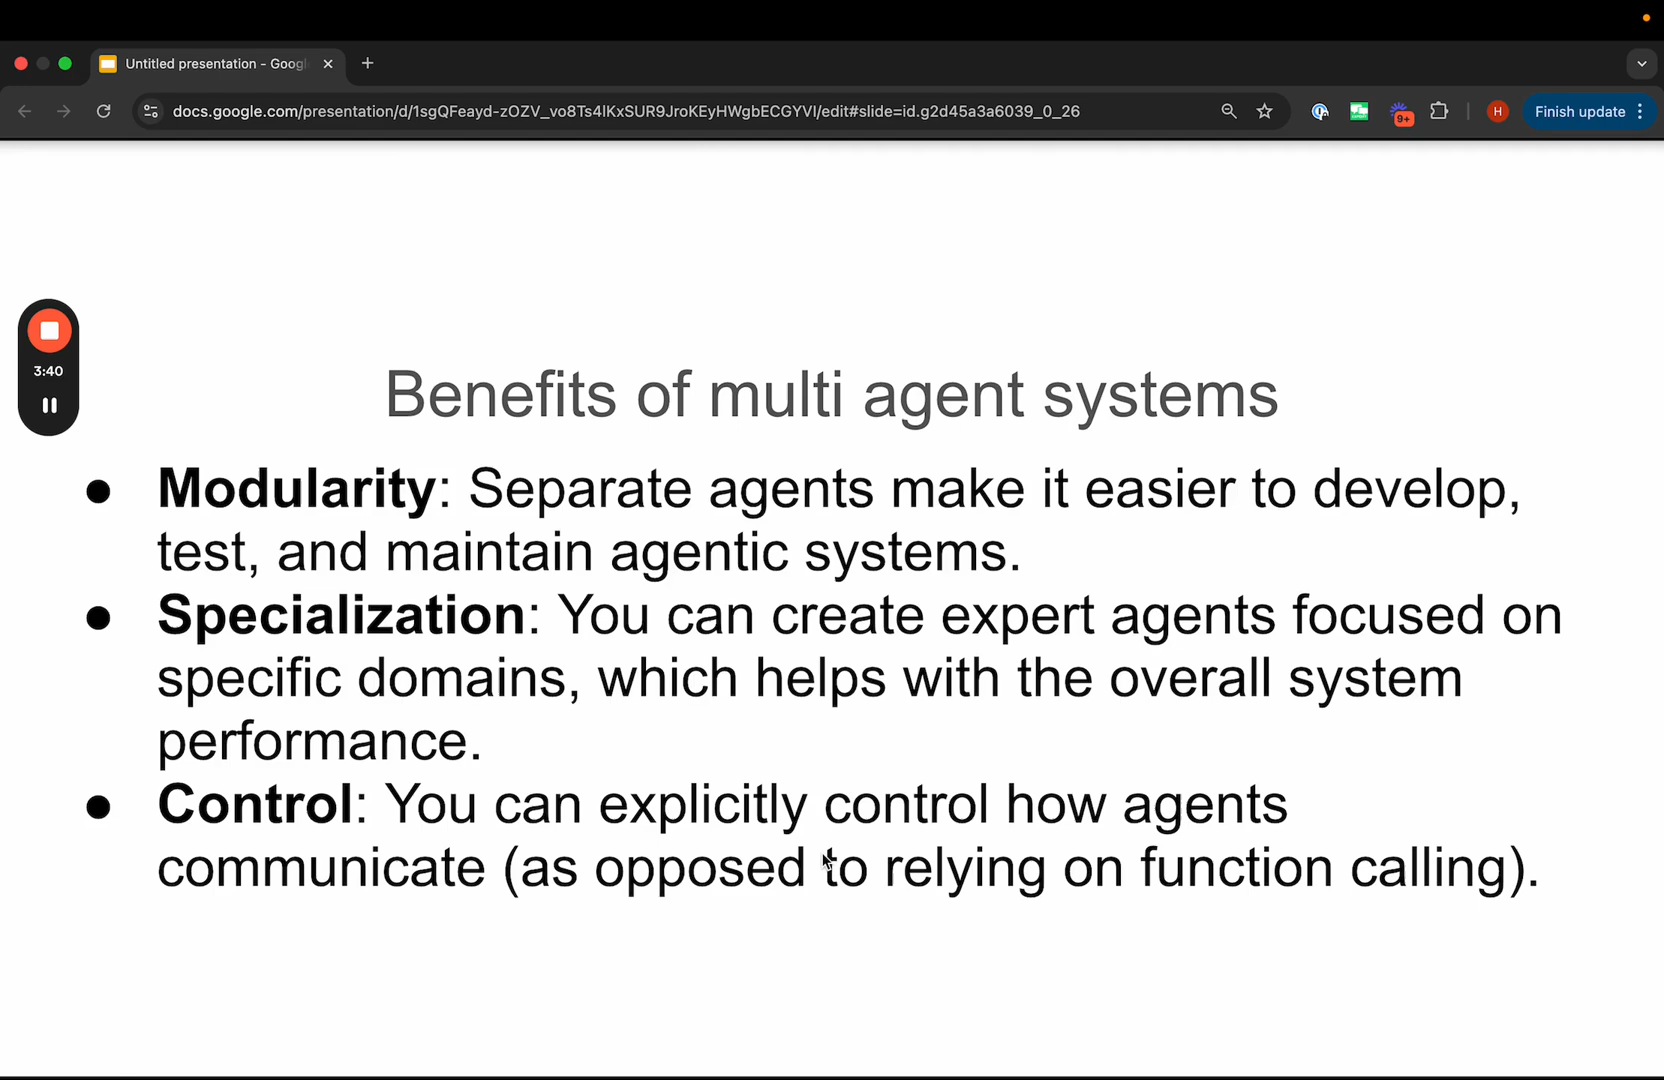 Untitled presentation - Goog
docs.google.com/presentation/d/1sgQFeayd-zOZV_vo8Ts4lKxSUR9JroKEyHWgbECGYVI/edit#slide=id.g2d45a3a6039_0_26
9+
H
Finish update
3:40
Benefits of multi agent systems
● Modularity: Separate agents make it easier to develop,
test, and maintain agentic systems.
● Specialization: You can create expert agents focused on
specific domains, which helps with the overall system
performance.
● Control: You can explicitly control how agents
communicate (as opposed to relying on function calling).